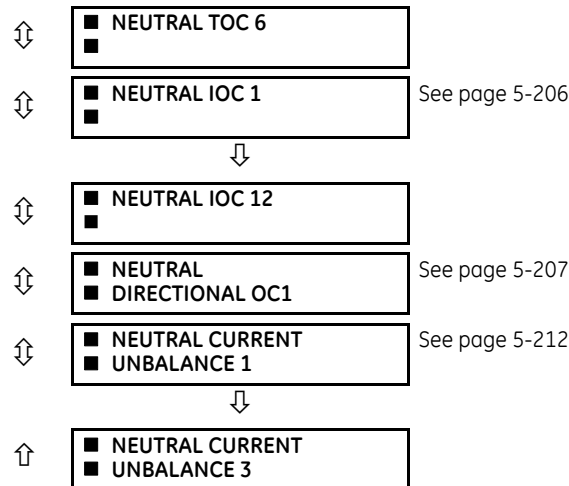 ■ NEUTRAL TOC 6
■
■ NEUTRAL IOC 1 See page 5-206
■
■ NEUTRAL IOC 12
■
■ NEUTRAL See page 5-207
■ DIRECTIONAL OC1
■ NEUTRAL CURRENT See page 5-212
■ UNBALANCE 1
■ NEUTRAL CURRENT
■ UNBALANCE 3